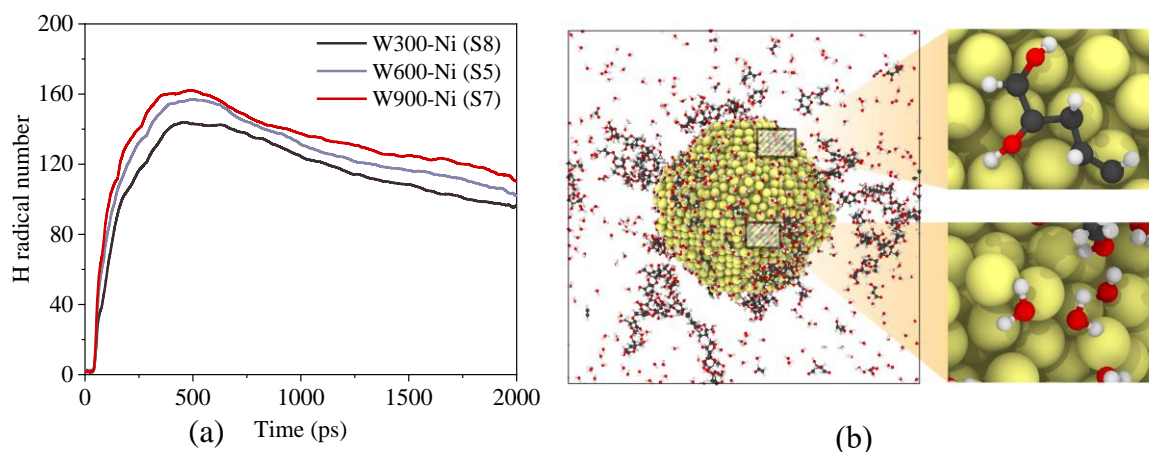 200
160
120
80
40
0
H radical number
W300-Ni (S8)
W600-Ni (S5)
W900-Ni (S7)
0 500 1000 1500 2000
(a) Time (ps)
(b)